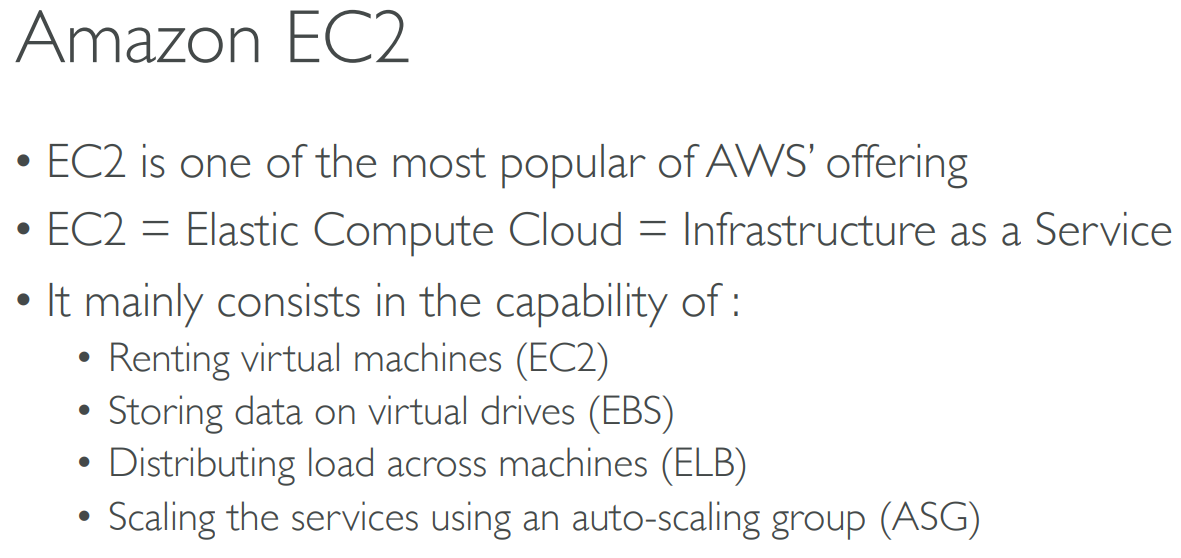 Amazon EC2
• EC2 is one of the most popular of AWS’ offering
• EC2 = Elastic Compute Cloud = Infrastructure as a Service
• It mainly consists in the capability of :
• Renting virtual machines (EC2)
• Storing data on virtual drives (EBS)
• Distributing load across machines (ELB)
• Scaling the services using an auto-scaling group (ASG)